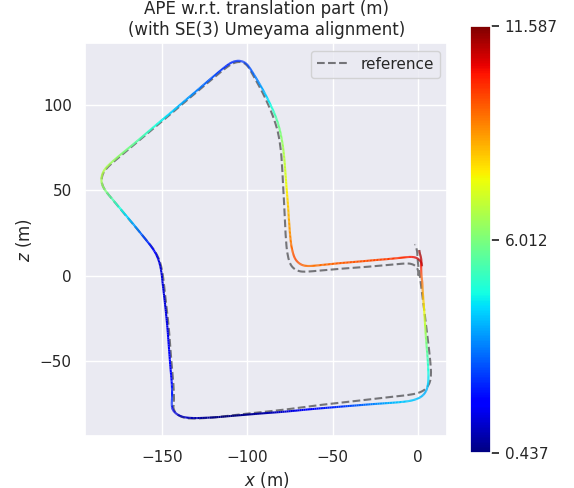 APE w.r.t. translation part (m)
(with SE(3) Umeyama alignment)
reference
11.587
6.012
0.437
100
50
0
−50
z (m)
−150
−100
−50
0
x (m)